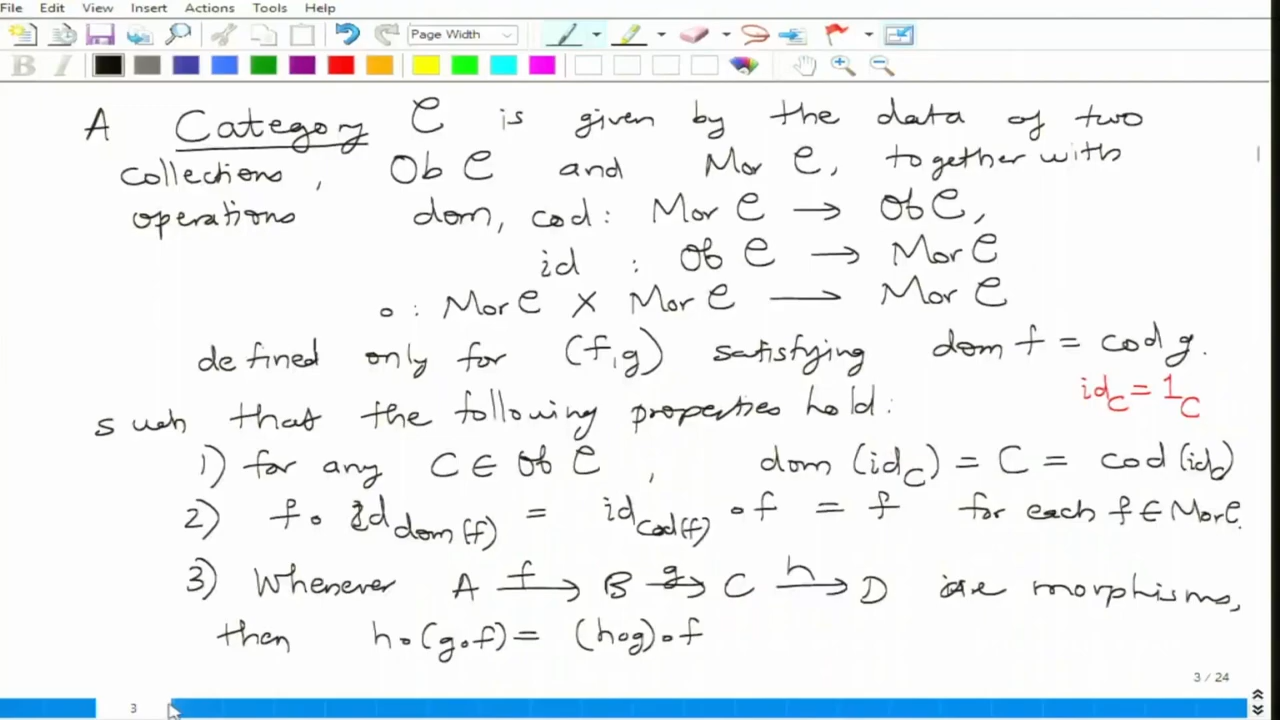 File Edit View Insert Actions Tools Help
Page Width
B I
A Category C is given by the data of two
collections, Ob C and Mor C, together with
operations dom, cod: Mor C → Ob C,
id : Ob C → Mor C
∘ : Mor C × Mor C → Mor C
defined only for (f,g) satisfying dom f = cod g.
id_C = 1_C
such that the following properties hold:
1) for any C ∈ Ob C, dom (id_C) = C = cod (id_C)
2) f ∘ id_dom(f) = id_cod(f) ∘ f = f for each f ∈ Mor C.
3) Whenever A →f B →g C →h D are morphisms,
then h∘(g∘f) = (h∘g)∘f
3 / 24
3